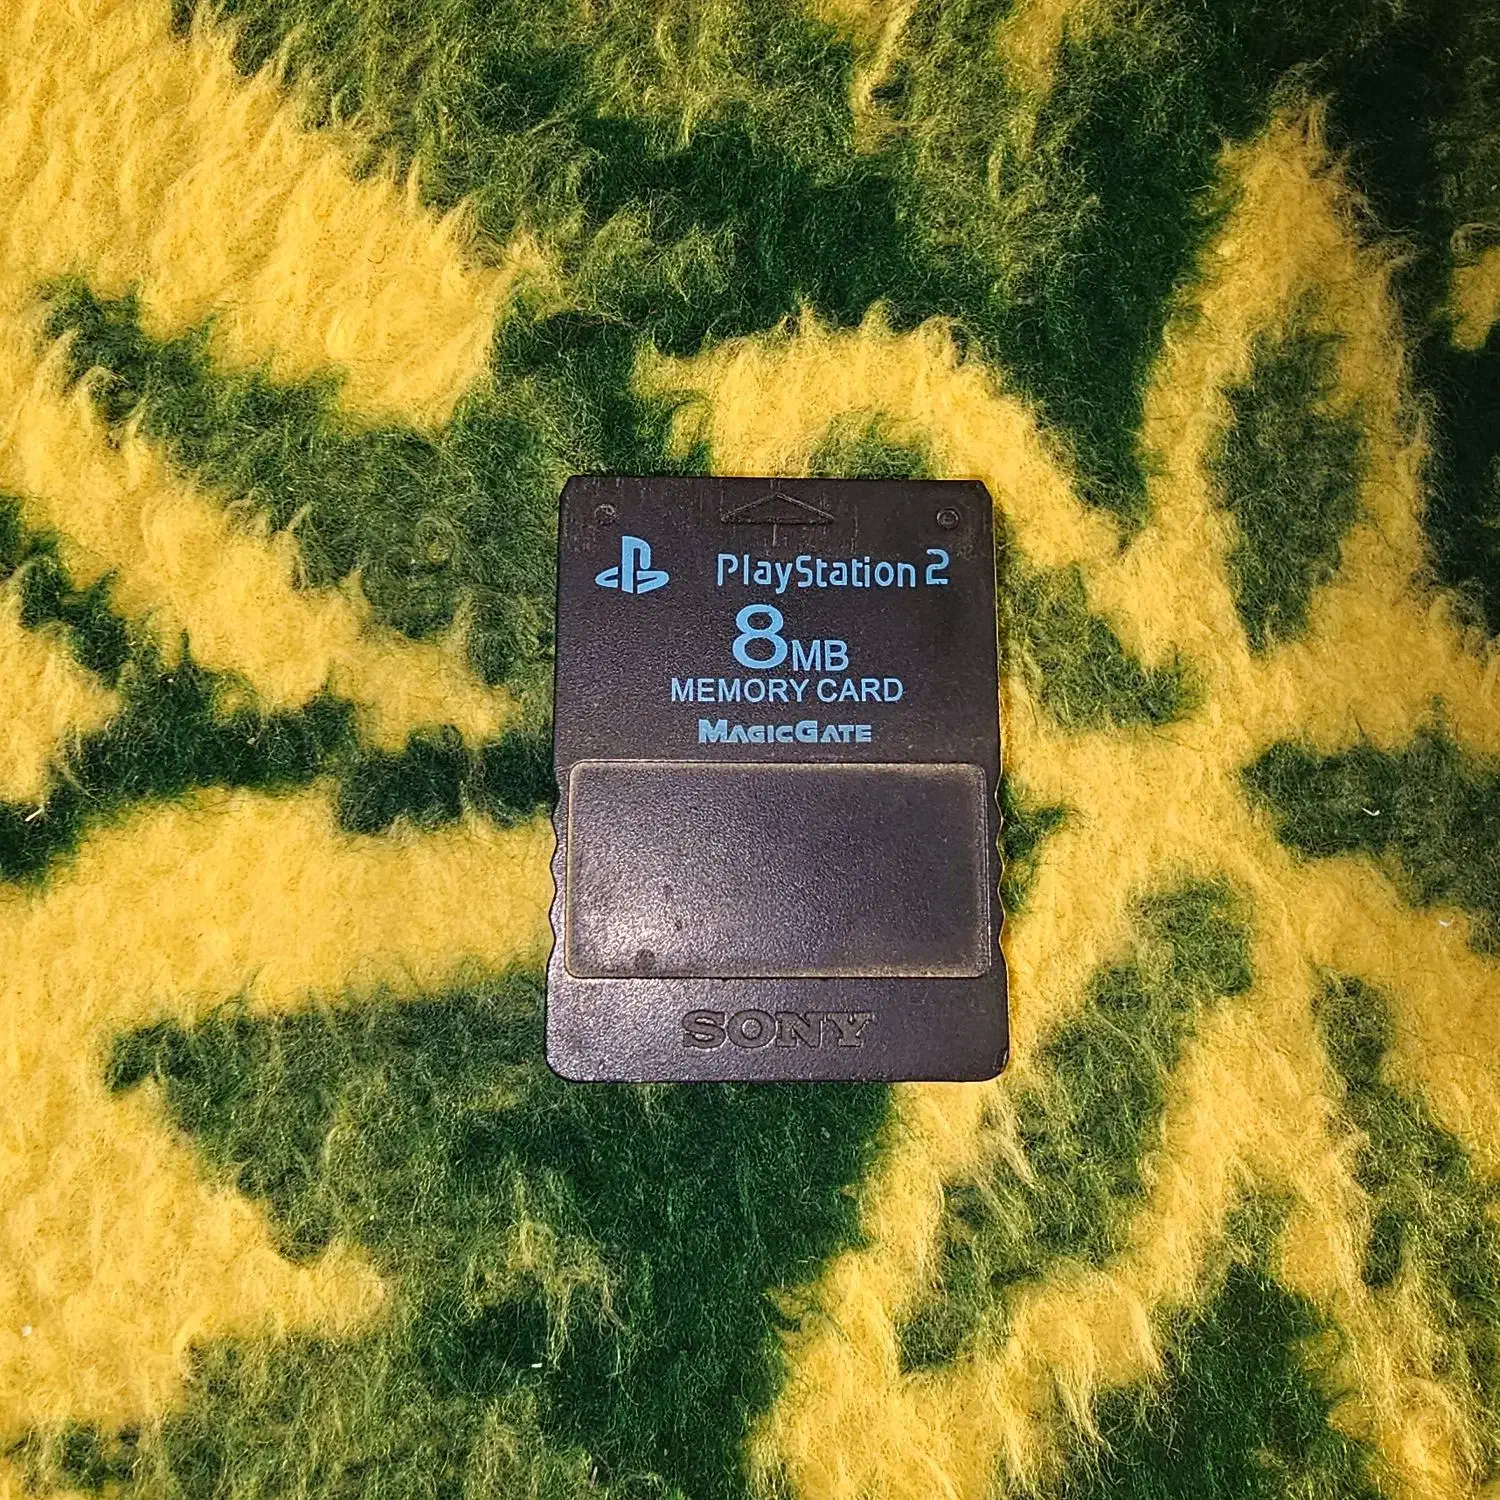 PlayStation 2
8MB
MEMORY CARD
MAGICGATE
SONY